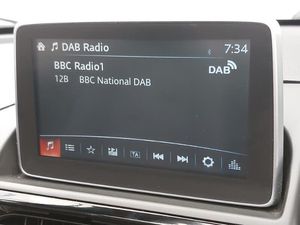 DAB Radio 7:34
BBC Radio1 DAB
12B BBC National DAB
TA